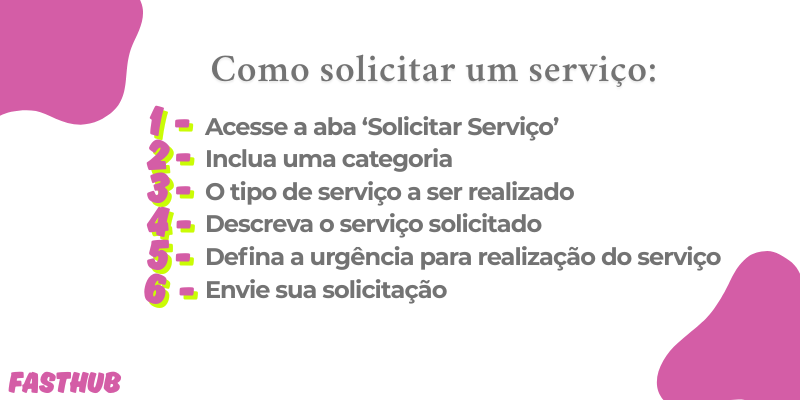 Como solicitar um serviço:
1 - Acesse a aba ‘Solicitar Serviço’
2 - Inclua uma categoria
3 - O tipo de serviço a ser realizado
4 - Descreva o serviço solicitado
5 - Defina a urgência para realização do serviço
6 - Envie sua solicitação
FASTHUB